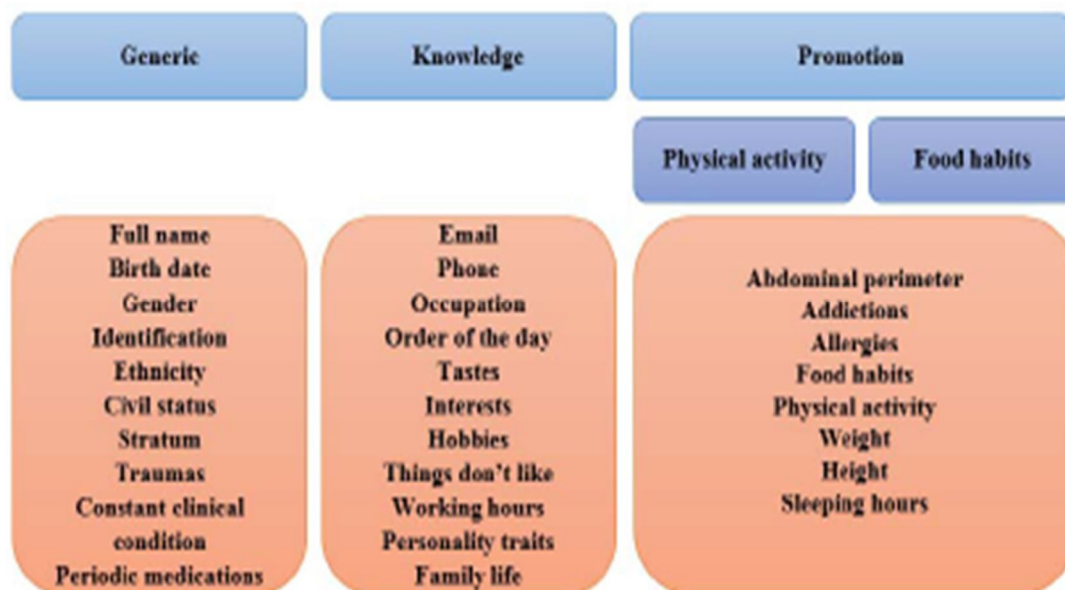 Generic
Knowledge
Promotion
Physical activity
Food habits
Full name
Birth date
Gender
Identification
Ethnicity
Civil status
Stratum
Traumas
Constant clinical
condition
Periodic medications
Email
Phone
Occupation
Order of the day
Tastes
Interests
Hobbies
Things don't like
Working hours
Personality traits
Family life
Abdominal perimeter
Addictions
Allergies
Food habits
Physical activity
Weight
Height
Sleeping hours